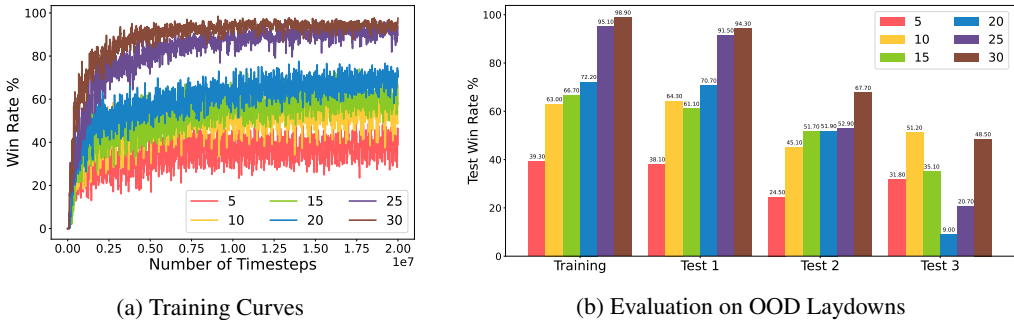 100
80
60
40
20
0
Win Rate %
5 15 25
10 20 30
0.0 0.25 0.5 0.75 1.0 1.25 1.5 1.75 2.0
1e7
Number of Timesteps
(a) Training Curves
100
80
60
40
20
0
Test Win Rate %
5 20
10 25
15 30
39.30 63.00 66.70 72.20 95.10 98.90
38.10 64.30 61.10 70.70 91.50 94.30
24.50 45.10 51.70 51.90 52.90 67.70
31.80 51.20 35.10 9.00 20.70 48.50
Training Test 1 Test 2 Test 3
(b) Evaluation on OOD Laydowns